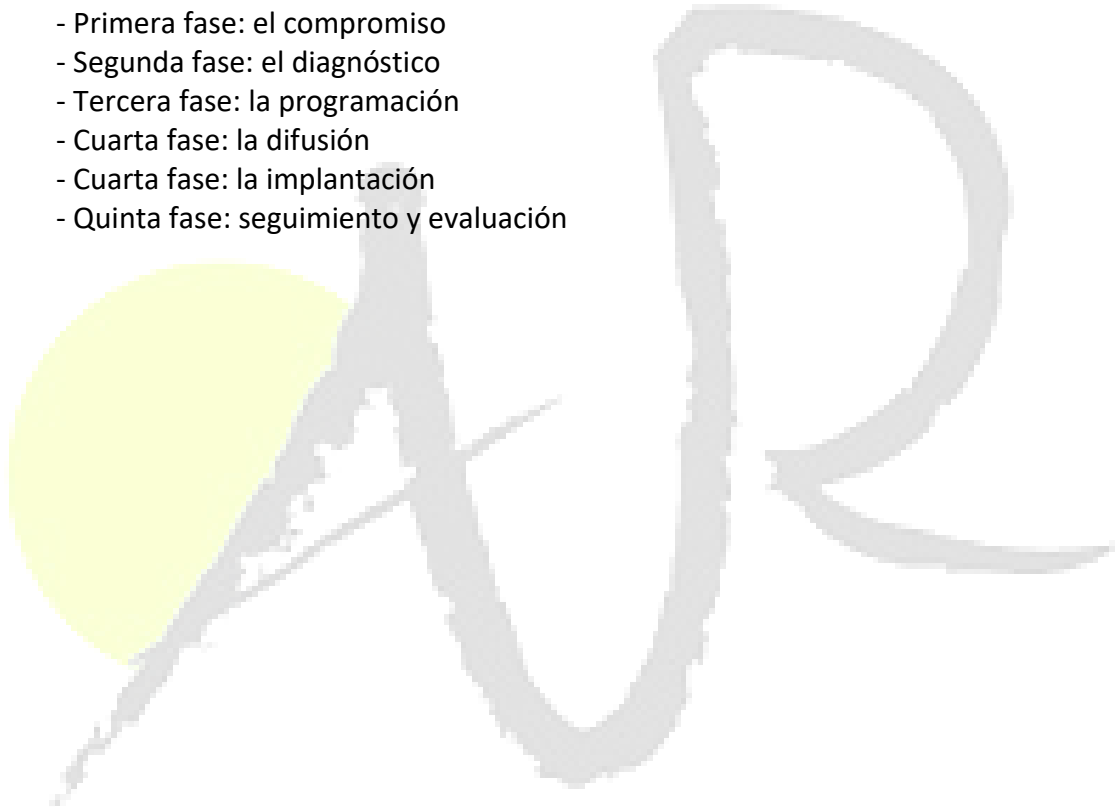 - Primera fase: el compromiso
- Segunda fase: el diagnóstico
- Tercera fase: la programación
- Cuarta fase: la difusión
- Cuarta fase: la implantación
- Quinta fase: seguimiento y evaluación